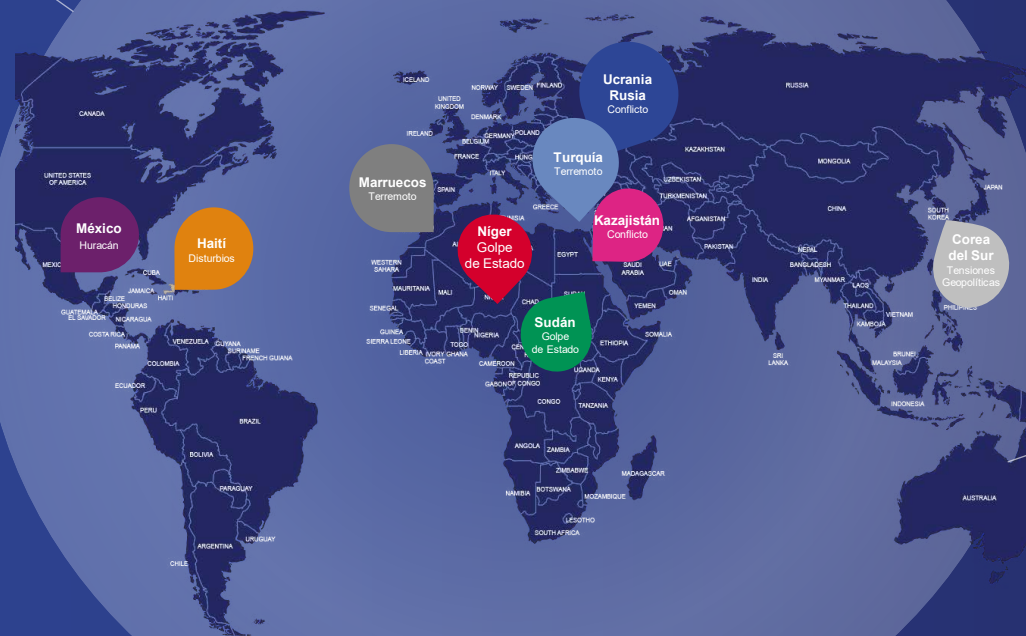 ICELAND
NORWAY
SWEDEN
FINLAND
RUSSIA
CANADA
UNITED
KINGDOM
DENMARK
IRELAND
BELGIUM
GERMANY
POLAND
FRANCE
ITALY
SPAIN
GREECE
Ucrania
Rusia
Conflicto
Turquía
Terremoto
Marruecos
Terremoto
KAZAKHSTAN
MONGOLIA
UZBEKISTAN
TURKMENISTAN
CHINA
JAPAN
SOUTH
KOREA
UNITED STATES
OF AMERICA
México
Huracán
Haití
Disturbios
Níger
Golpe
de Estado
Kazajistán
Conflicto
Corea
del Sur
Tensiones
Geopolíticas
AFGANISTAN
PAKISTAN
NEPAL
BANGLADESH
MYANMAR
LAOS
INDIA
EGYPT
SAUDI
ARABIA
UAE
OMAN
YEMEN
WESTERN
SAHARA
MAURITANIA
MALI
CHAD
SENEGAL
CUBA
JAMAICA
HAITI
BELIZE
HONDURAS
GUATEMALA
EL SAVADOR
NICARAGUA
COSTA RICA
PANAMA
VENEZUELA
GUYANA
SURINAME
FRENCH GUIANA
COLOMBIA
ECUADOR
PERU
BRAZIL
BOLIVIA
PARAGUAY
URUGUAY
ARGENTINA
CHILE
GUINEA
SIERRA LEONE
LIBERIA
IVORY
COAST
GHANA
TOGO
BENIN
NIGERIA
CAMEROON
Sudán
Golpe
de Estado
ETHIOPIA
SOMALIA
UGANDA
KENYA
REPUBLIC
OF CONGO
GABON
CONGO
TANZANIA
ANGOLA
ZAMBIA
ZIMBABWE
NAMIBIA
BOTSWANA
MOZAMBIQUE
MADAGASCAR
LESOTHO
SOUTH AFRICA
SRI
LANKA
THAILAND
VIETNAM
KAMBOJA
PHILIPINES
BRUNEI
MALAYSIA
INDONESIA
AUSTRALIA